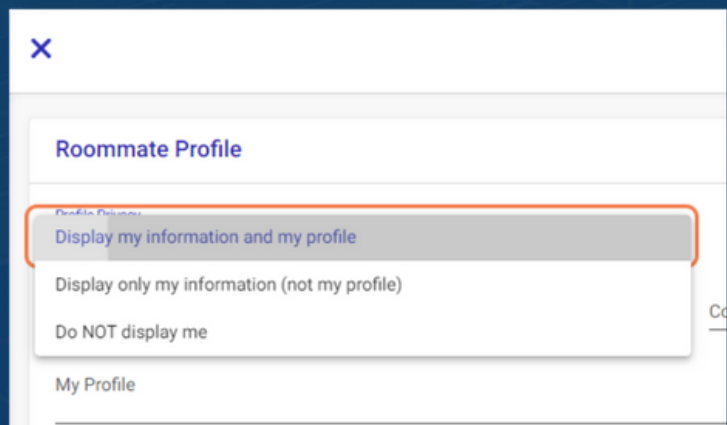 Roommate Profile
Profile Privacy
Display my information and my profile
Display only my information (not my profile)
Do NOT display me
My Profile